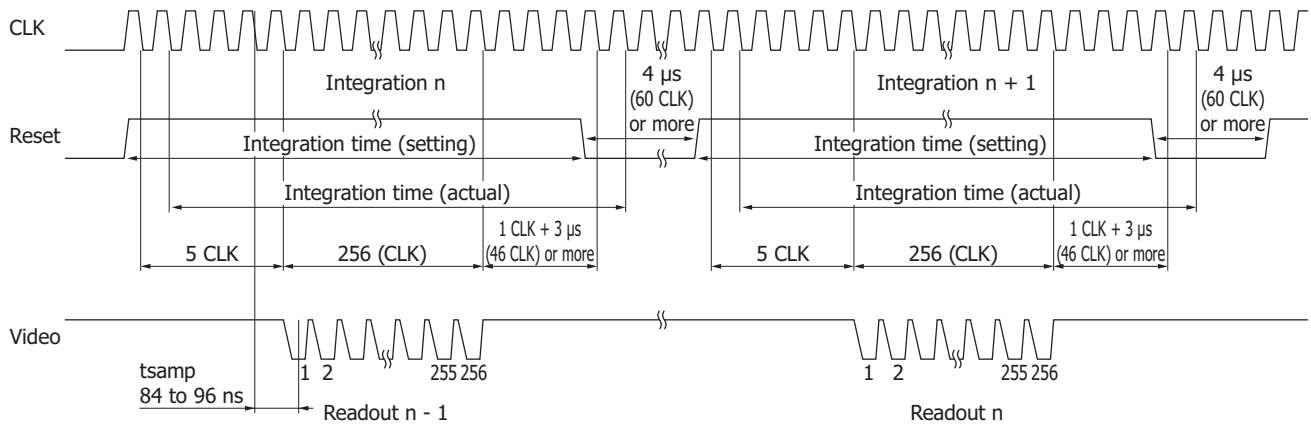 CLK
Integration n
4 µs
(60 CLK)
or more
Integration n + 1
4 µs
(60 CLK)
or more
Reset
Integration time (setting)
Integration time (setting)
Integration time (actual)
Integration time (actual)
5 CLK
256 (CLK)
1 CLK + 3 µs
(46 CLK) or more
5 CLK
256 (CLK)
1 CLK + 3 µs
(46 CLK) or more
Video
1 2 255 256
1 2 255 256
tsamp
84 to 96 ns
Readout n - 1
Readout n